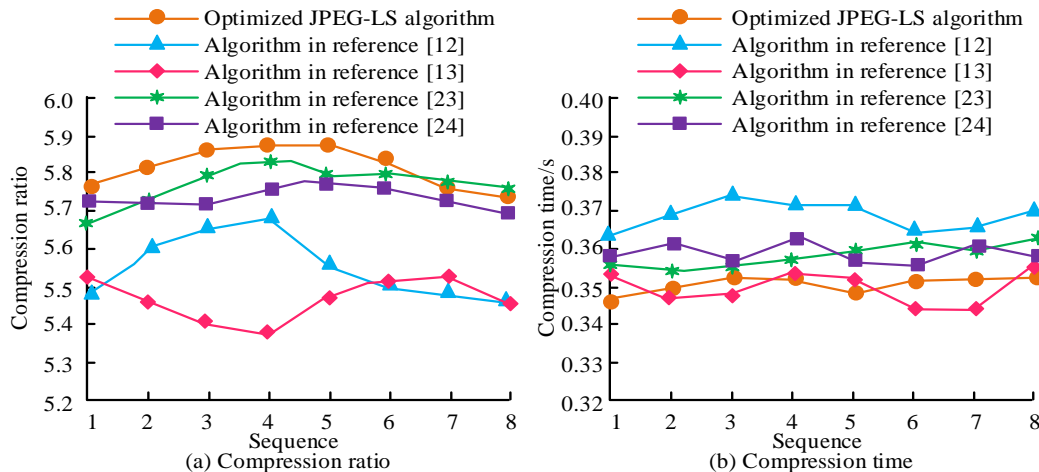 Optimized JPEG-LS algorithm
Algorithm in reference [12]
Algorithm in reference [13]
Algorithm in reference [23]
Algorithm in reference [24]
Compression ratio
6.0
5.9
5.8
5.7
5.6
5.5
5.4
5.3
5.2
1 2 3 4 5 6 7 8
Sequence
(a) Compression ratio
Optimized JPEG-LS algorithm
Algorithm in reference [12]
Algorithm in reference [13]
Algorithm in reference [23]
Algorithm in reference [24]
Compression time/s
0.40
0.39
0.38
0.37
0.36
0.35
0.34
0.33
0.32
1 2 3 4 5 6 7 8
Sequence
(b) Compression time